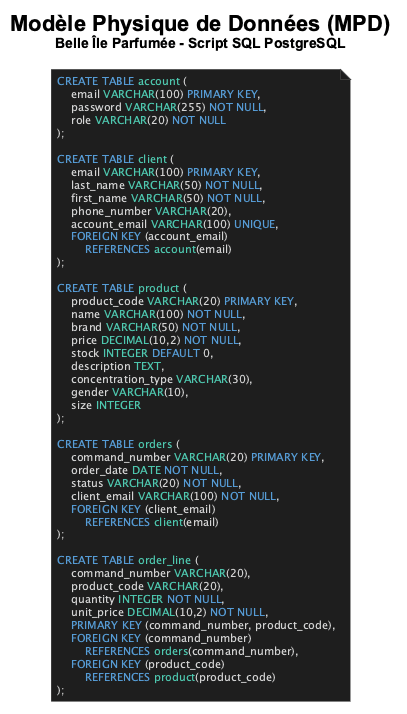 Modèle Physique de Données (MPD)
Belle Île Parfumée - Script SQL PostgreSQL
CREATE TABLE account (
    email VARCHAR(100) PRIMARY KEY,
    password VARCHAR(255) NOT NULL,
    role VARCHAR(20) NOT NULL
);

CREATE TABLE client (
    email VARCHAR(100) PRIMARY KEY,
    last_name VARCHAR(50) NOT NULL,
    first_name VARCHAR(50) NOT NULL,
    phone_number VARCHAR(20),
    account_email VARCHAR(100) UNIQUE,
    FOREIGN KEY (account_email)
        REFERENCES account(email)
);

CREATE TABLE product (
    product_code VARCHAR(20) PRIMARY KEY,
    name VARCHAR(100) NOT NULL,
    brand VARCHAR(50) NOT NULL,
    price DECIMAL(10,2) NOT NULL,
    stock INTEGER DEFAULT 0,
    description TEXT,
    concentration_type VARCHAR(30),
    gender VARCHAR(10),
    size INTEGER
);

CREATE TABLE orders (
    command_number VARCHAR(20) PRIMARY KEY,
    order_date DATE NOT NULL,
    status VARCHAR(20) NOT NULL,
    client_email VARCHAR(100) NOT NULL,
    FOREIGN KEY (client_email)
        REFERENCES client(email)
);

CREATE TABLE order_line (
    command_number VARCHAR(20),
    product_code VARCHAR(20),
    quantity INTEGER NOT NULL,
    unit_price DECIMAL(10,2) NOT NULL,
    PRIMARY KEY (command_number, product_code),
    FOREIGN KEY (command_number)
        REFERENCES orders(command_number),
    FOREIGN KEY (product_code)
        REFERENCES product(product_code)
);